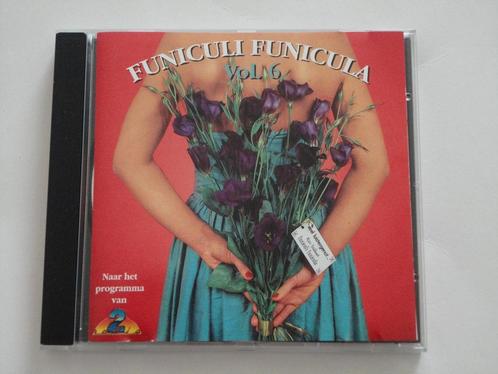 FUNICULI FUNICULA
Vol. 6
Naar het
programma
van
2